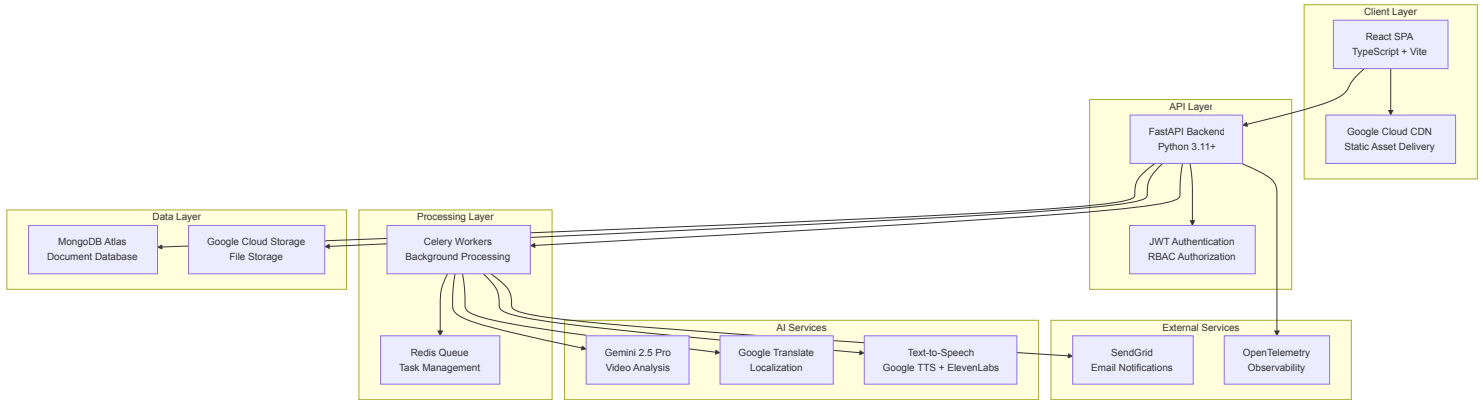 Client Layer
React SPA
TypeScript + Vite
Google Cloud CDN
Static Asset Delivery
API Layer
FastAPI Backend
Python 3.11+
JWT Authentication
RBAC Authorization
Data Layer
MongoDB Atlas
Document Database
Google Cloud Storage
File Storage
Processing Layer
Celery Workers
Background Processing
Redis Queue
Task Management
AI Services
Gemini 2.5 Pro
Video Analysis
Google Translate
Localization
Text-to-Speech
Google TTS + ElevenLabs
External Services
SendGrid
Email Notifications
OpenTelemetry
Observability